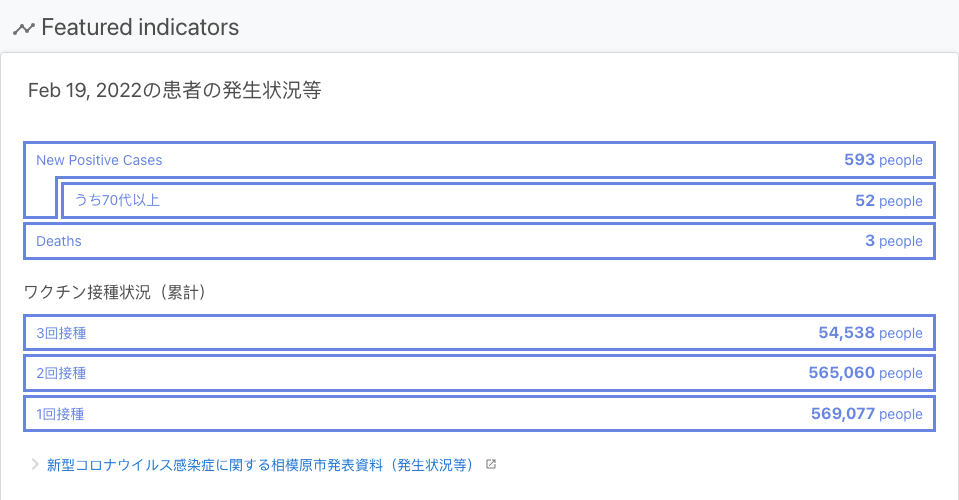 Featured indicators
Feb 19, 2022の患者の発生状況等
New Positive Cases 593 people
うち70代以上 52 people
Deaths 3 people
ワクチン接種状況（累計）
3回接種 54,538 people
2回接種 565,060 people
1回接種 569,077 people
新型コロナウイルス感染症に関する相模原市発表資料（発生状況等）